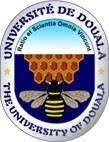 UNIVERSITÉ DE DOUALA
Ratio et Scientia Omnia Vincunt
THE UNIVERSITY OF DOUALA